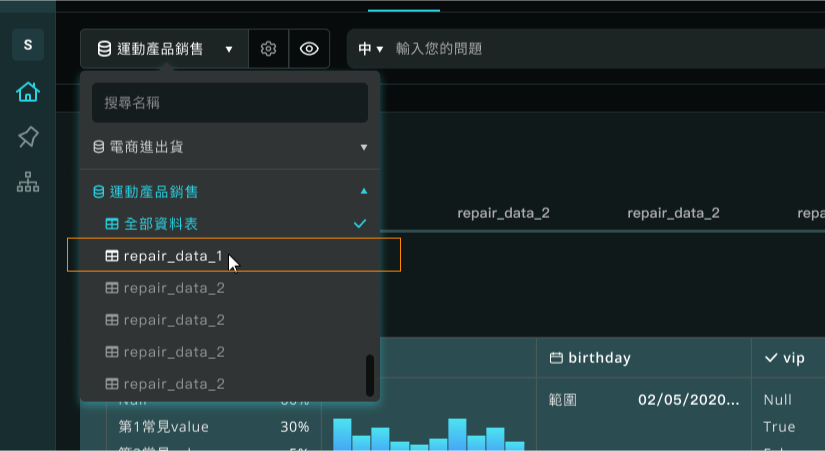 S
運動產品銷售
中 輸入您的問題
搜尋名稱
電商進出貨
運動產品銷售
全部資料表
repair_data_1
repair_data_2
repair_data_2
repair_data_2
repair_data_2
repair_data_2 repair_data_2 repa
birthday vip
範圍 02/05/2020... Null
第1常見value 30% True